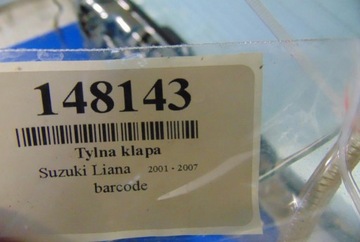 148143
Tylna klapa
Suzuki Liana 2001 - 2007
barcode